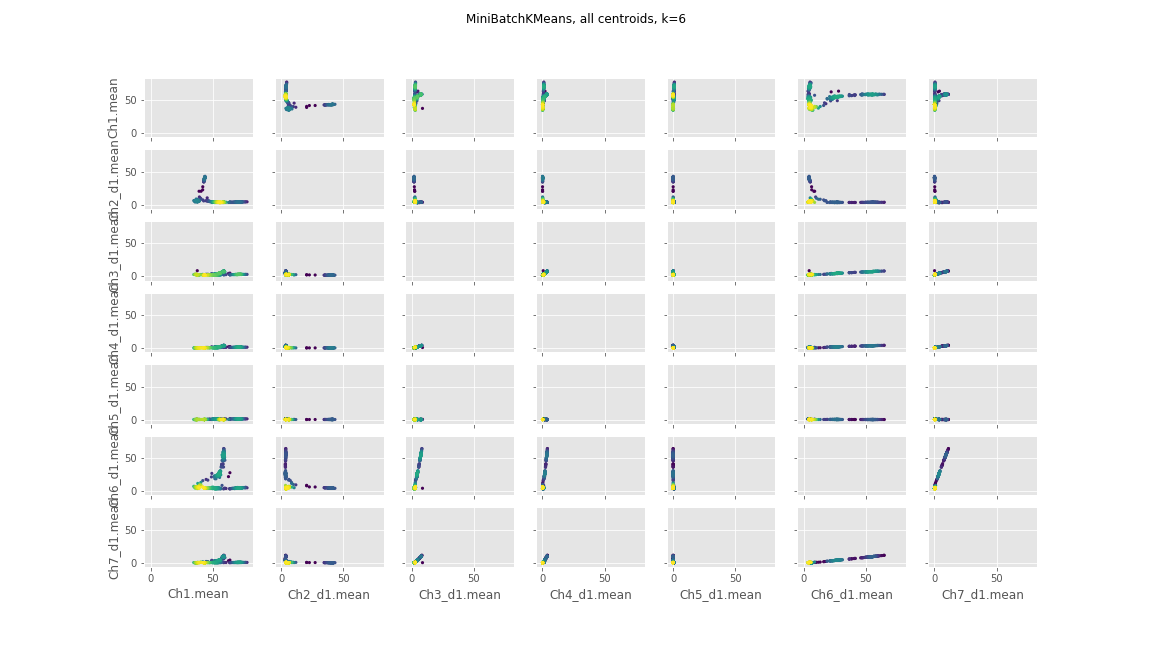 MiniBatchKMeans, all centroids, k=6
Ch1.mean
50
0
Ch2_d1.mean
50
0
Ch3_d1.mean
50
0
Ch4_d1.mean
50
0
Ch5_d1.mean
50
0
Ch6_d1.mean
50
0
Ch7_d1.mean
50
0
0 50 0 50 0 50 0 50 0 50 0 50 0 50
Ch1.mean Ch2_d1.mean Ch3_d1.mean Ch4_d1.mean Ch5_d1.mean Ch6_d1.mean Ch7_d1.mean